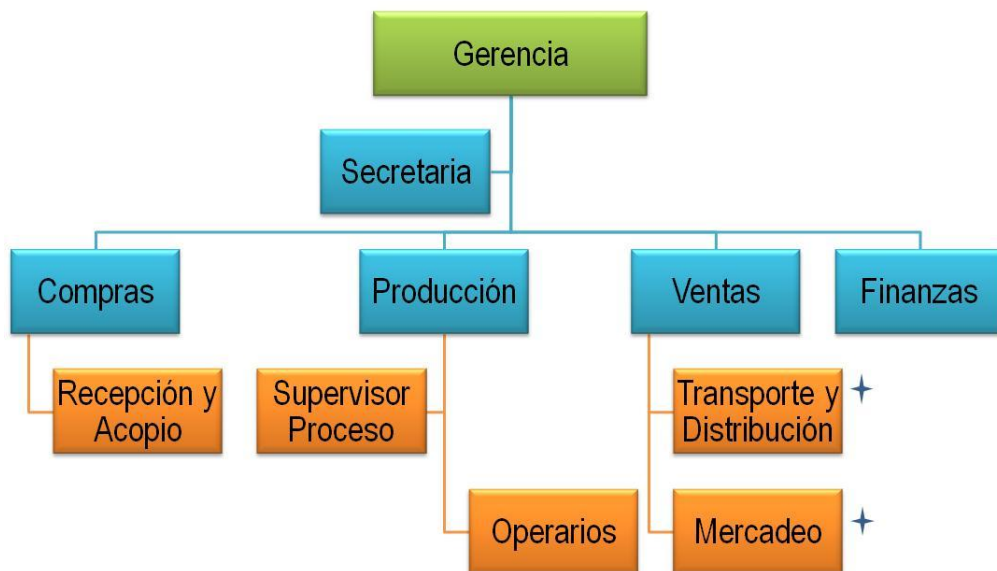 Gerencia
Secretaria
Compras
Producción
Ventas
Finanzas
Recepción y
Acopio
Supervisor
Proceso
Transporte y
Distribución
Operarios
Mercadeo